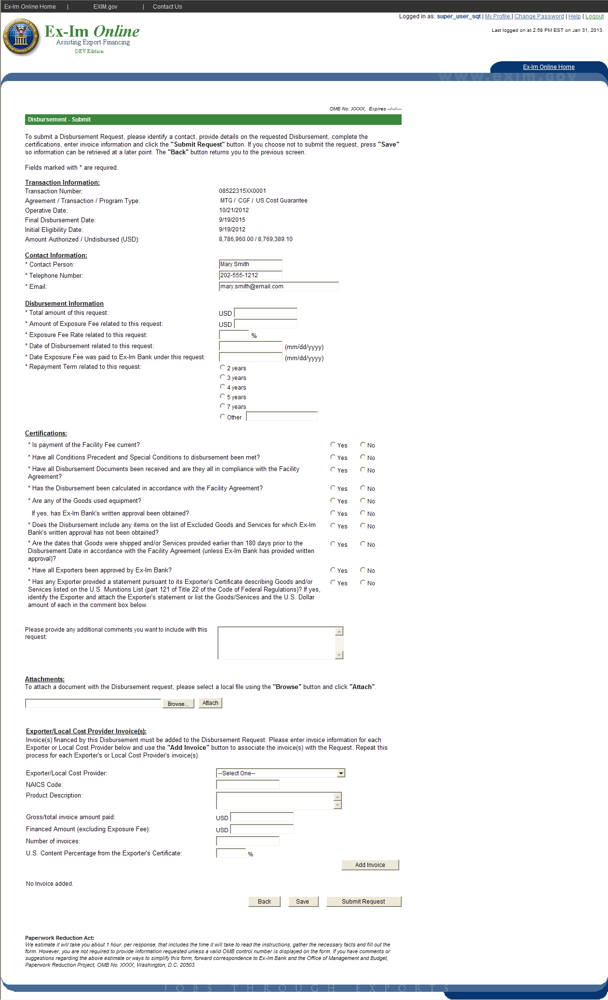 Ex-Im Online Home | EXIM.gov | Contact Us
Logged in as: super_user_sqt | My Profile | Change Password | Help | Logout
Last logged on at 2:58 PM EST on Jan 31, 2013.
EXPORT-IMPORT BANK OF THE UNITED STATES
Ex-Im Online
Assisting Export Financing
DEV Edition
Ex-Im Online Home
www.exim.gov
OMB No. XXXX, Expires --/--/----
Disbursement - Submit
To submit a Disbursement Request, please identify a contact, provide details on the requested Disbursement, complete the
certifications, enter invoice information and click the "Submit Request" button. If you choose not to submit the request, press "Save"
so information can be retrieved at a later point. The "Back" button returns you to the previous screen.
Fields marked with * are required.
Transaction Information:
Transaction Number: 08522315XX0001
Agreement / Transaction / Program Type: MTG / CGF / US Cost Guarantee
Operative Date: 10/21/2012
Final Disbursement Date: 9/19/2015
Initial Eligibility Date: 9/19/2012
Amount Authorized / Undisbursed (USD): 8,786,960.00 / 8,769,389.10
Contact Information:
* Contact Person: Mary Smith
* Telephone Number: 202-555-1212
* Email: mary.smith@email.com
Disbursement Information
* Total amount of this request: USD
* Amount of Exposure Fee related to this request: USD
* Exposure Fee Rate related to this request: %
* Date of Disbursement related to this request: (mm/dd/yyyy)
* Date Exposure Fee was paid to Ex-Im Bank under this request: (mm/dd/yyyy)
* Repayment Term related to this request: 2 years
3 years
4 years
5 years
7 years
Other
Certifications:
* Is payment of the Facility Fee current? Yes No
* Have all Conditions Precedent and Special Conditions to disbursement been met? Yes No
* Have all Disbursement Documents been received and are they all in compliance with the Facility Yes No
Agreement?
* Has the Disbursement been calculated in accordance with the Facility Agreement? Yes No
* Are any of the Goods used equipment? Yes No
If yes, has Ex-Im Bank's written approval been obtained? Yes No
* Does the Disbursement include any items on the list of Excluded Goods and Services for which Ex-Im Yes No
Bank's written approval has not been obtained?
* Are the dates that Goods were shipped and/or Services provided earlier than 180 days prior to the Yes No
Disbursement Date in accordance with the Facility Agreement (unless Ex-Im Bank has provided written
approval)?
* Have all Exporters been approved by Ex-Im Bank? Yes No
* Has any Exporter provided a statement pursuant to its Exporter's Certificate describing Goods and/or Yes No
Services listed on the U.S. Munitions List (part 121 of Title 22 of the Code of Federal Regulations)? If yes,
identify the Exporter and attach the Exporter's statement or list the Goods/Services and the U.S. Dollar
amount of each in the comment box below.
Please provide any additional comments you want to include with this
request:
Attachments:
To attach a document with the Disbursement request, please select a local file using the "Browse" button and click "Attach".
Browse... Attach
Exporter/Local Cost Provider Invoice(s):
Invoice(s) financed by this Disbursement must be added to the Disbursement Request. Please enter invoice information for each
Exporter or Local Cost Provider below and use the "Add Invoice" button to associate the invoice(s) with the Request. Repeat this
process for each Exporter's or Local Cost Provider's invoice(s).
Exporter/Local Cost Provider: --Select One--
NAICS Code:
Product Description:
Gross/total invoice amount paid: USD
Financed Amount (excluding Exposure Fee): USD
Number of invoices:
U.S. Content Percentage from the Exporter's Certificate: %
Add Invoice
No Invoice added.
Back Save Submit Request
Paperwork Reduction Act:
We estimate it will take you about 1 hour per response, that includes the time it will take to read the instructions, gather the necessary facts and fill out the
form. However, you are not required to provide information requested unless a valid OMB control number is displayed on the form. If you have comments or
suggestions regarding the above estimate or ways to simplify this form, forward correspondence to Ex-Im Bank and the Office of Management and Budget,
Paperwork Reduction Project, OMB No. XXXX, Washington, D.C. 20503.
JOBS THROUGH EXPORTS